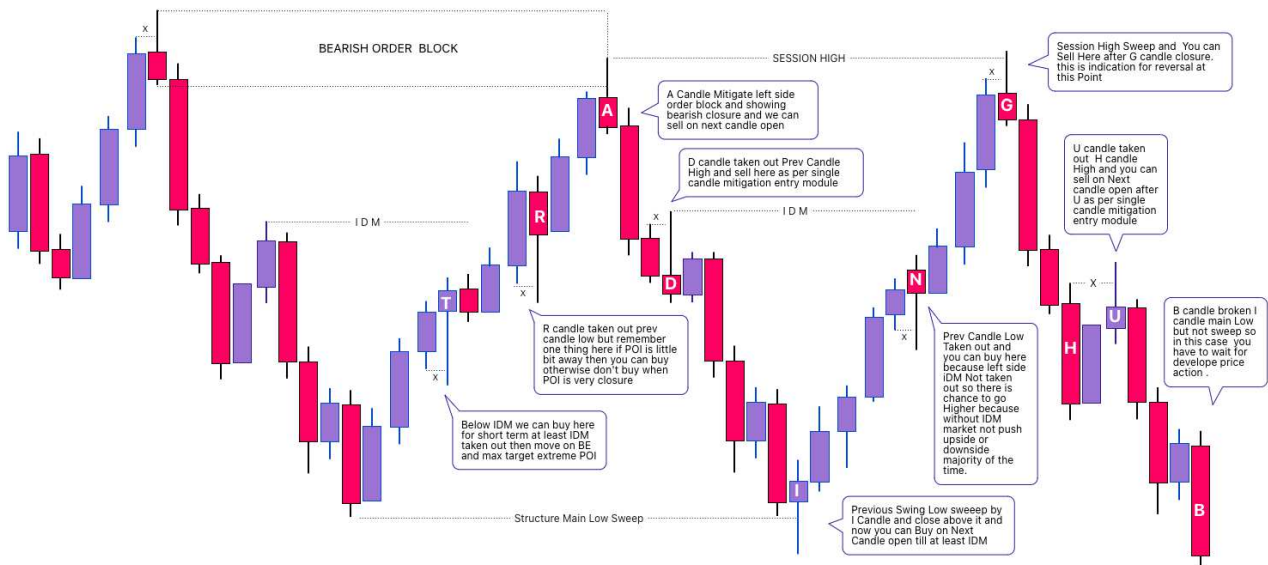 x
BEARISH ORDER BLOCK
I D M
T
x
Below IDM we can buy here
for short term at least IDM
taken out then move on BE
and max target extreme POI
R
x
R candle taken out prev
candle low but remember
one thing here if POI is little
bit away then you can buy
otherwise don't buy when
POI is very closure
A
A Candle Mitigate left side
order block and showing
bearish closure and we can
sell on next candle open
SESSION HIGH
D candle taken out Prev Candle
High and sell here as per single
candle mitigation entry module
x
D
I D M
Structure Main Low Sweep
I
Previous Swing Low sweeep by
I Candle and close above it and
now you can Buy on Next
Candle open till at least IDM
N
x
Prev Candle Low
Taken out and
you can buy here
because left side
iDM Not taken
out so there is
chance to go
Higher because
without IDM
market not push
upside or
downside
majority of the
time.
x
G
Session High Sweep and You can
Sell Here after G candle closure.
this is indication for reversal at
this Point
U candle taken
out H candle
High and you can
sell on Next
candle open after
U as per single
candle mitigation
entry module
X
H
U
B candle broken I
candle main Low
but not sweep so
in this case you
have to wait for
develope price
action .
B